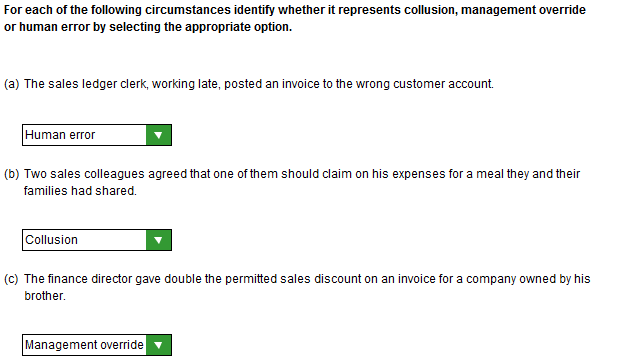 For each of the following circumstances identify whether it represents collusion, management override
or human error by selecting the appropriate option.
(a) The sales ledger clerk, working late, posted an invoice to the wrong customer account.
Human error
(b) Two sales colleagues agreed that one of them should claim on his expenses for a meal they and their
families had shared.
Collusion
(c) The finance director gave double the permitted sales discount on an invoice for a company owned by his
brother.
Management override